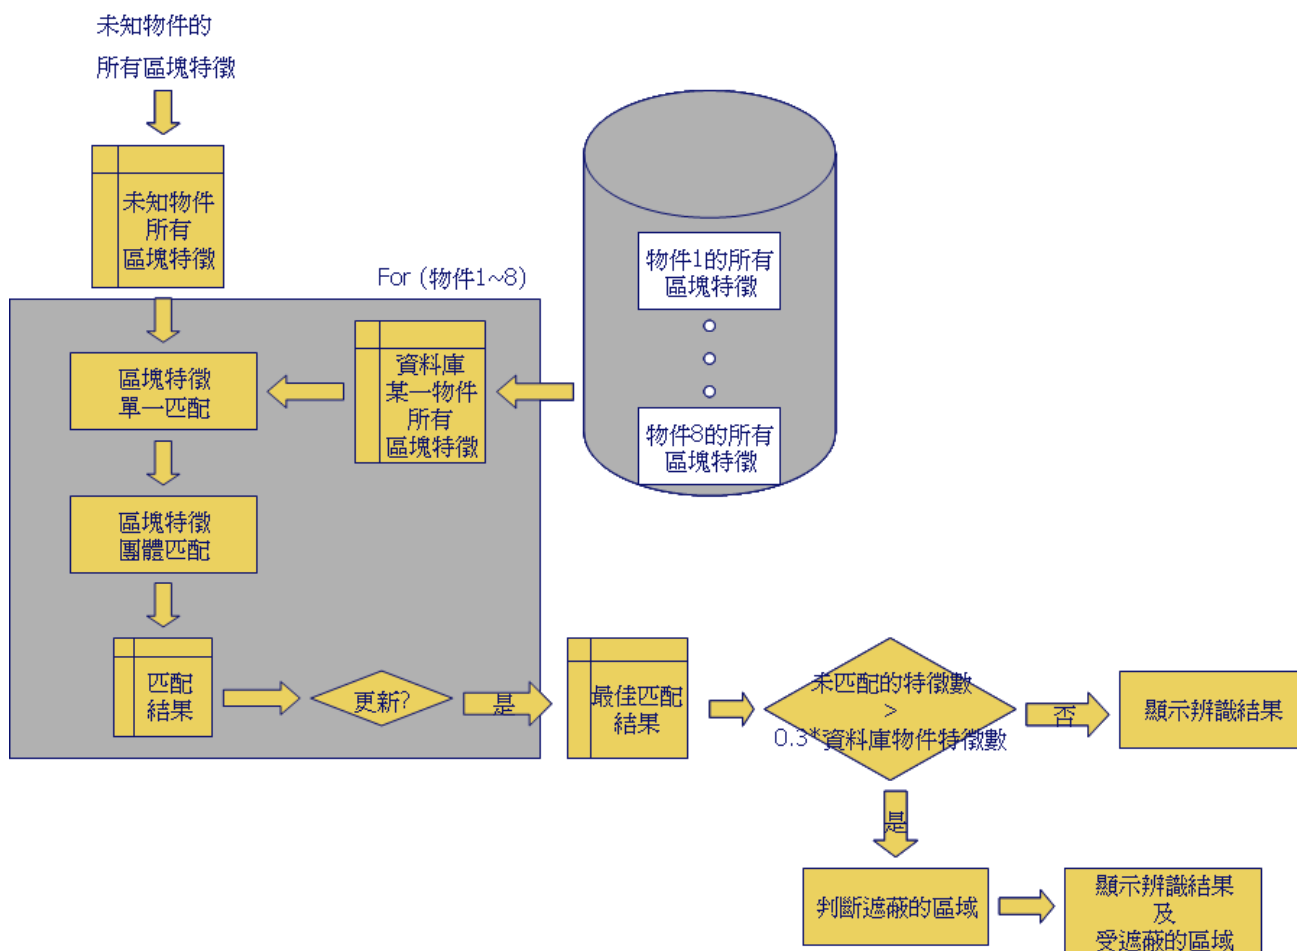 未知物件的
所有區塊特徵
未知物件
所有
區塊特徵
For (物件1~8)
物件1的所有
區塊特徵
物件8的所有
區塊特徵
資料庫
某一物件
所有
區塊特徵
區塊特徵
單一匹配
區塊特徵
團體匹配
匹配
結果
更新?
是
最佳匹配
結果
未匹配的特徵數
>
0.3*資料庫物件特徵數
否
顯示辨識結果
是
判斷遮蔽的區域
顯示辨識結果
及
受遮蔽的區域